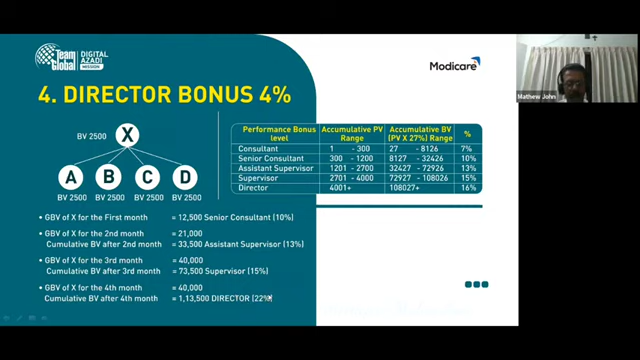 Team
Global
DIGITAL
AZADI
MISSION
Modicare
Mathew John
4. DIRECTOR BONUS 4%
BV 2500 X
A B C D
BV 2500 BV 2500 BV 2500 BV 2500
Performance Bonus level Accumulative PV Range Accumulative BV (PV X 27%) Range %
Consultant 1 - 300 27 - 8126 7%
Senior Consultant 300 - 1200 8127 - 32426 10%
Assistant Supervisor 1201 - 2700 32427 - 72926 13%
Supervisor 2701 - 4000 72927 - 108026 15%
Director 4001+ 108027+ 16%
• GBV of X for the First month = 12,500 Senior Consultant (10%)
• GBV of X for the 2nd month = 21,000
Cumulative BV after 2nd month = 33,500 Assistant Supervisor (13%)
• GBV of X for the 3rd month = 40,000
Cumulative BV after 3rd month = 73,500 Supervisor (15%)
• GBV of X for the 4th month = 40,000
Cumulative BV after 4th month = 1,13,500 DIRECTOR (22%)